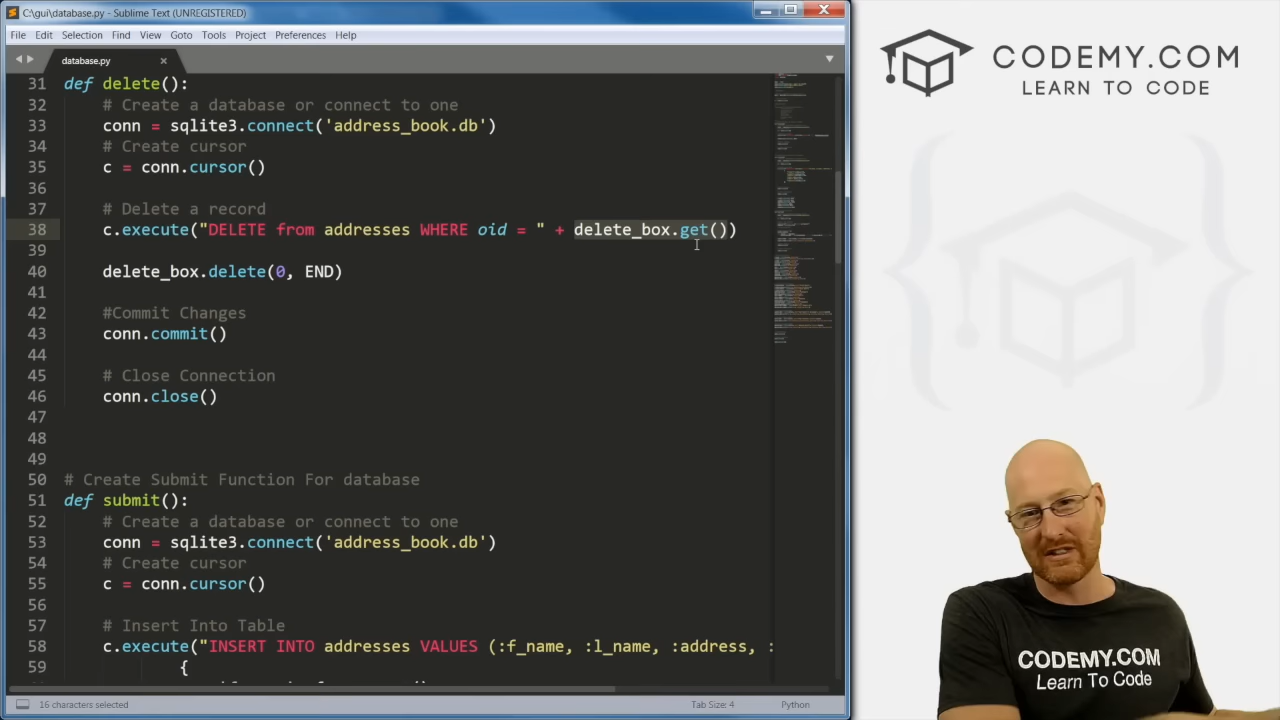 C:\gui\database.py - Sublime Text (UNREGISTERED)
File Edit Selection Find View Goto Tools Project Preferences Help
database.py
31 def delete():
32 # Create a database or connect to one
33 conn = sqlite3.connect('address_book.db')
34 # Create cursor
35 c = conn.cursor()
36
37 # Delete a record
38 c.execute("DELETE from addresses WHERE oid = " + delete_box.get())
39
40 delete_box.delete(0, END)
41
42 #Commit Changes
43 conn.commit()
44
45 # Close Connection
46 conn.close()
47
48
49
50 # Create Submit Function For database
51 def submit():
52 # Create a database or connect to one
53 conn = sqlite3.connect('address_book.db')
54 # Create cursor
55 c = conn.cursor()
56
57 # Insert Into Table
58 c.execute("INSERT INTO addresses VALUES (:f_name, :l_name, :address, :
59 {
16 characters selected
Tab Size: 4
Python
CODEMY.COM
LEARN TO CODE
CODEMY.COM
Learn To Code